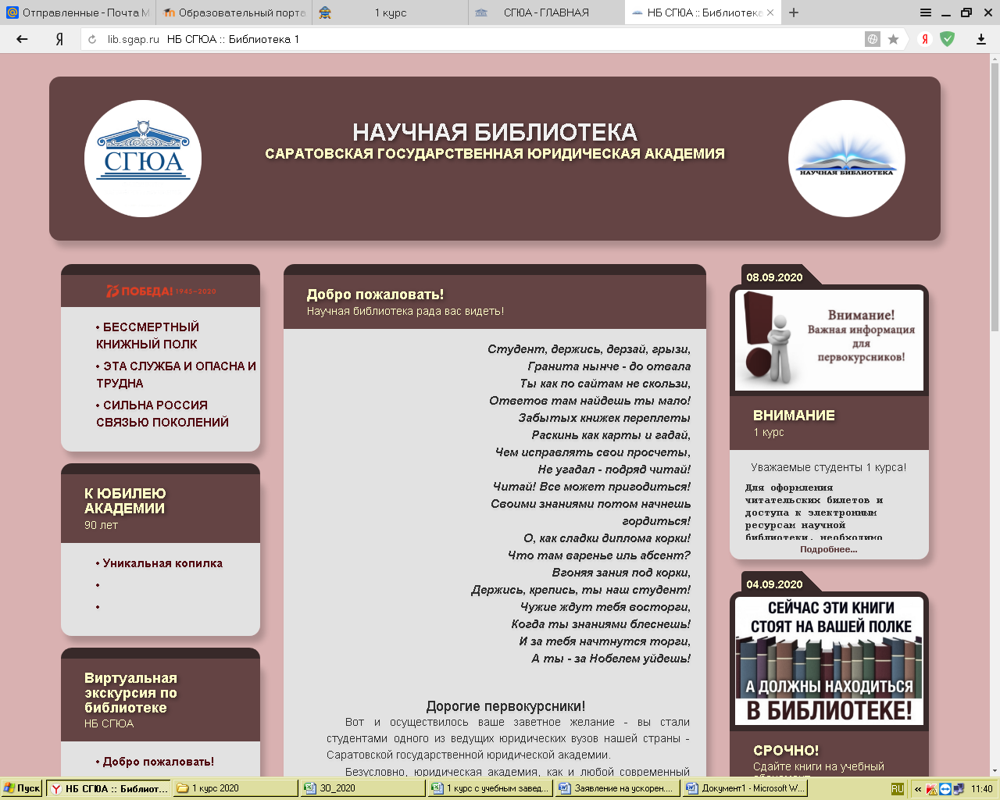 Отправленные - Почта М
Образовательный порта
1 курс
СГЮА - ГЛАВНАЯ
НБ СГЮА :: Библиотека
lib.sgap.ru НБ СГЮА :: Библиотека 1
СГЮА
НАУЧНАЯ БИБЛИОТЕКА
САРАТОВСКАЯ ГОСУДАРСТВЕННАЯ ЮРИДИЧЕСКАЯ АКАДЕМИЯ
НАУЧНАЯ БИБЛИОТЕКА
75 ПОБЕДА! 1945–2020
• БЕССМЕРТНЫЙ
КНИЖНЫЙ ПОЛК
• ЭТА СЛУЖБА И ОПАСНА И
ТРУДНА
• СИЛЬНА РОССИЯ
СВЯЗЬЮ ПОКОЛЕНИЙ
К ЮБИЛЕЮ
АКАДЕМИИ
90 лет
• Уникальная копилка
•
•
Виртуальная
экскурсия по
библиотеке
НБ СГЮА
• Добро пожаловать!
Добро пожаловать!
Научная библиотека рада вас видеть!
Студент, держись, дерзай, грызи,
Гранита нынче - до отвала
Ты как по сайтам не скользи,
Ответов там найдешь ты мало!
Забытых книжек переплеты
Раскинь как карты и гадай,
Чем исправлять свои просчеты,
Не угадал - подряд читай!
Читай! Все может пригодиться!
Своими знаниями потом начнешь
гордиться!
О, как сладки диплома корки!
Что там варенье иль абсент?
Вгоняя зания под корки,
Держись, крепись, ты наш студент!
Чужие ждут тебя восторги,
Когда ты знаниями блеснешь!
И за тебя начтнутся торги,
А ты - за Нобелем уйдешь!
Дорогие первокурсники!
Вот и осуществилось ваше заветное желание - вы стали
студентами одного из ведущих юридических вузов нашей страны -
Саратовской государственной юридической академии.
Безусловно, юридическая академия, как и любой современный
08.09.2020
Внимание!
Важная информация
для
первокурсников!
ВНИМАНИЕ
1 курс
Уважаемые студенты 1 курса!
Для оформления
читательских билетов и
доступа к электронным
ресурсам научной
библиотеки, необходимо
Подробнее...
04.09.2020
СЕЙЧАС ЭТИ КНИГИ
СТОЯТ НА ВАШЕЙ ПОЛКЕ
А ДОЛЖНЫ НАХОДИТЬСЯ
В БИБЛИОТЕКЕ!
СРОЧНО!
Сдайте книги на учебный
абонемент
Пуск
НБ СГЮА :: Библиот...
1 курс 2020
ЗО_2020
1 курс с учебным завед...
Заявление на ускорен...
Документ1 - Microsoft W...
RU
11:40